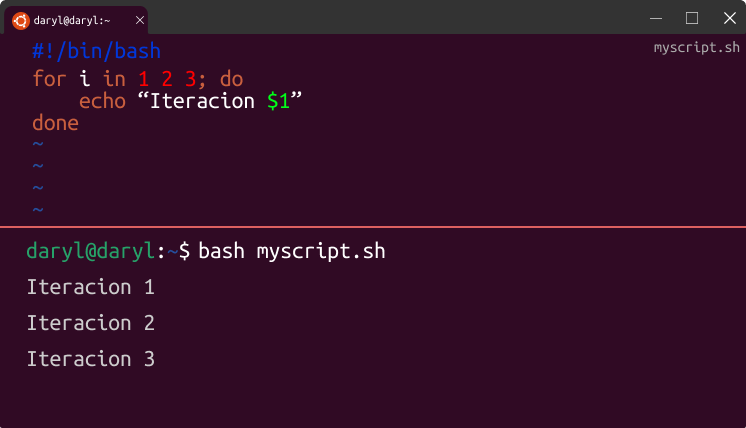 daryl@daryl:~
myscript.sh
#!/bin/bash
for i in 1 2 3; do
    echo “Iteracion $1”
done
~
~
~
~
daryl@daryl:~$ bash myscript.sh
Iteracion 1
Iteracion 2
Iteracion 3